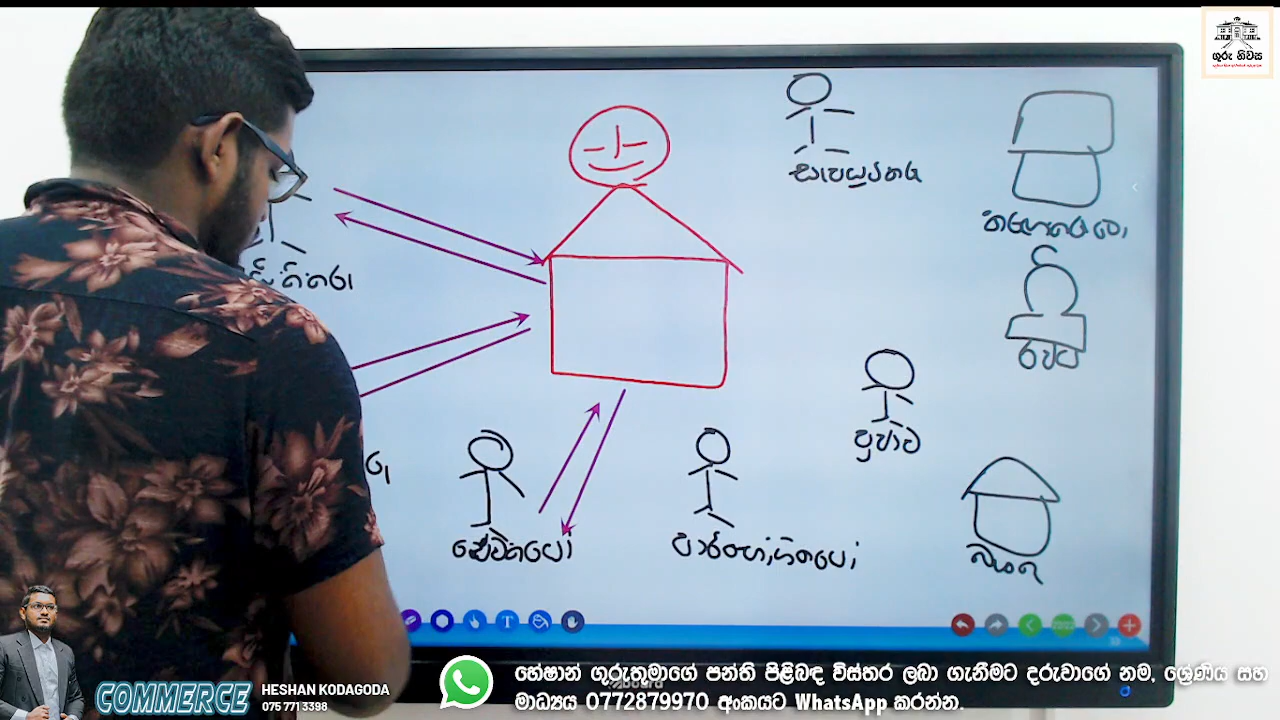 ගුරු නිවස
සැපයුම්කරු
තරඟකරුවෝ
රජය
ප්‍රජාව
සේවකයෝ
පාරිභෝගිකයෝ
බැංකු
T
COMMERCE
HESHAN KODAGODA
075 771 3398
හේෂාන් ගුරුතුමාගේ පන්ති පිළිබඳ විස්තර ලබා ගැනීමට දරුවාගේ නම, ශ්‍රේණිය සහ
මාධ්‍යය 0772879970 අංකයට WhatsApp කරන්න.